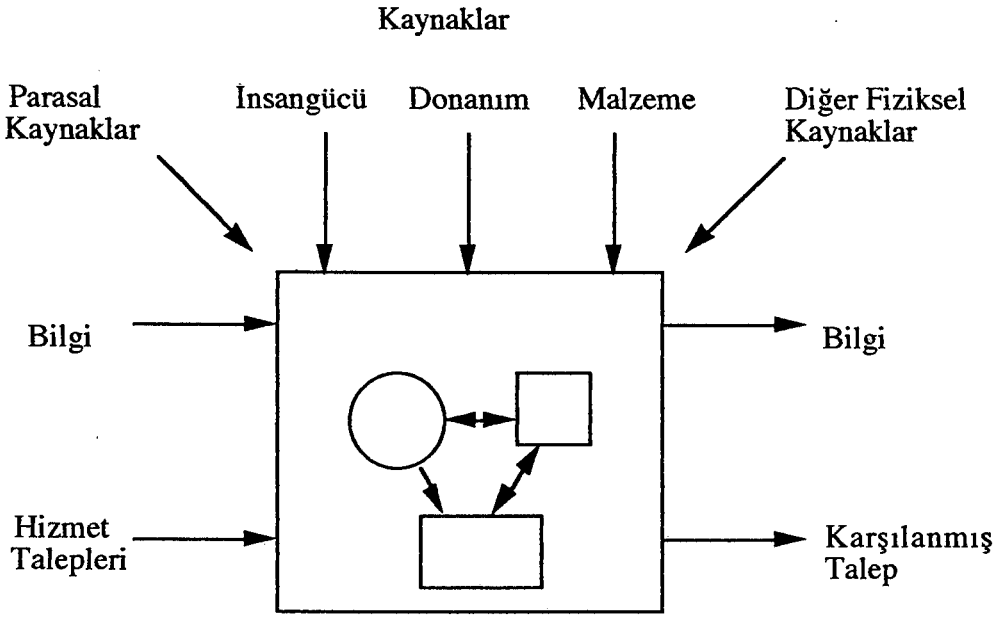 Kaynaklar
Parasal
Kaynaklar
İnsangücü
Donanım
Malzeme
Diğer Fiziksel
Kaynaklar
Bilgi
Bilgi
Hizmet
Talepleri
Karşılanmış
Talep